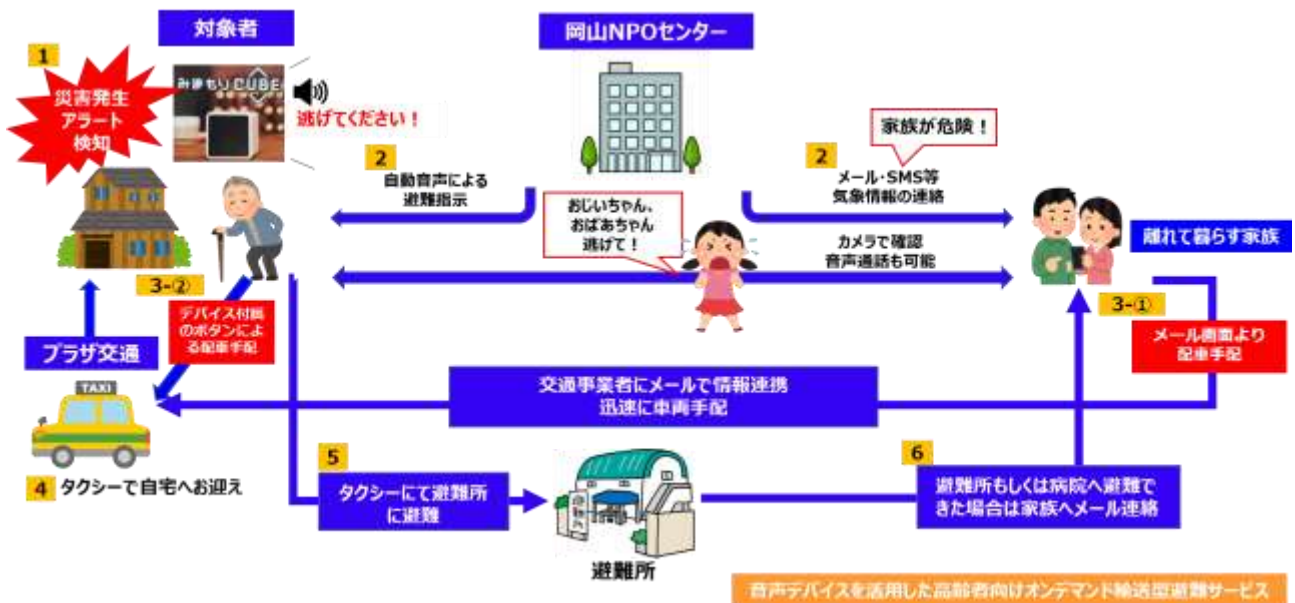 対象者
岡山NPOセンター
1
災害発生
アラート
検知
みまもりCUBE
逃げてください！
2
自動音声による
避難指示
家族が危険！
2
メール・SMS等
気象情報の連絡
おじいちゃん、
おばあちゃん
逃げて！
カメラで確認
音声通話も可能
離れて暮らす家族
3-②
デバイス付属
のボタンによ
る配車手配
3-①
メール画面より
配車手配
プラザ交通
TAXI
交通事業者にメールで情報連携
迅速に車両手配
4 タクシーで自宅へお迎え
5
タクシーにて避難所
に避難
避難所
避難所
6
避難所もしくは病院へ避難で
きた場合は家族へメール連絡
音声デバイスを活用した高齢者向けオンデマンド輸送型避難サービス